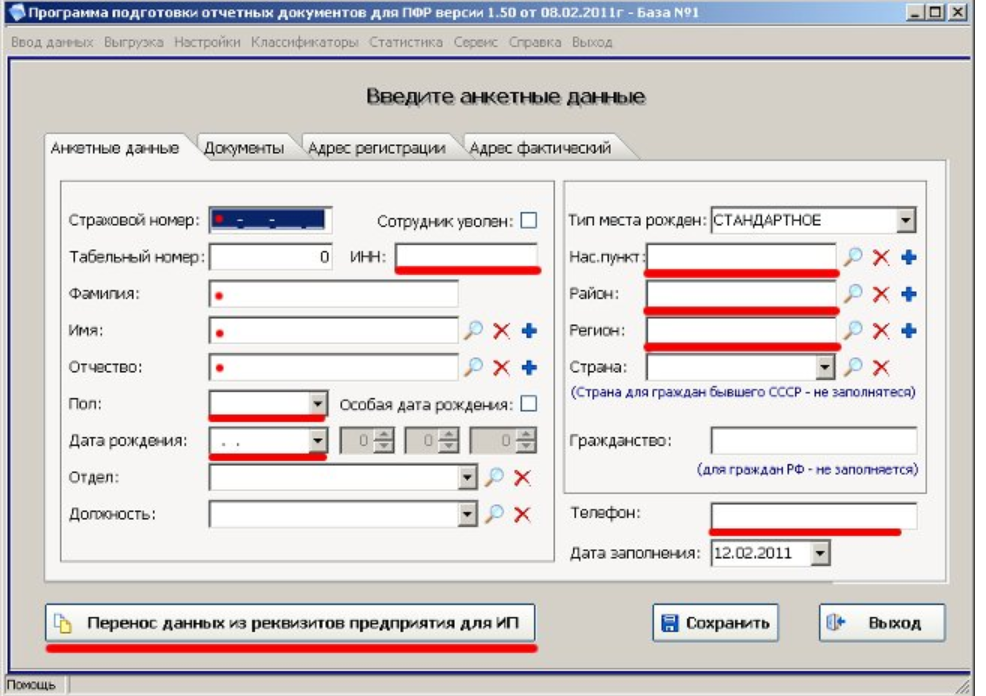 Программа подготовки отчетных документов для ПФР версии 1.50 от 08.02.2011г - База №1
Ввод данных Выгрузка Настройки Классификаторы Статистика Сервис Справка Выход
Введите анкетные данные
Анкетные данные Документы Адрес регистрации Адрес фактический
Страховой номер: - - Сотрудник уволен:
Табельный номер: 0 ИНН:
Фамилия:
Имя:
Отчество:
Пол: Особая дата рождения:
Дата рождения: . . 0 0 0
Отдел:
Должность:
Тип места рожден: СТАНДАРТНОЕ
Нас.пункт:
Район:
Регион:
Страна:
(Страна для граждан бывшего СССР - не заполнятеся)
Гражданство:
(для граждан РФ - не заполняется)
Телефон:
Дата заполнения: 12.02.2011
Перенос данных из реквизитов предприятия для ИП Сохранить Выход
Помощь